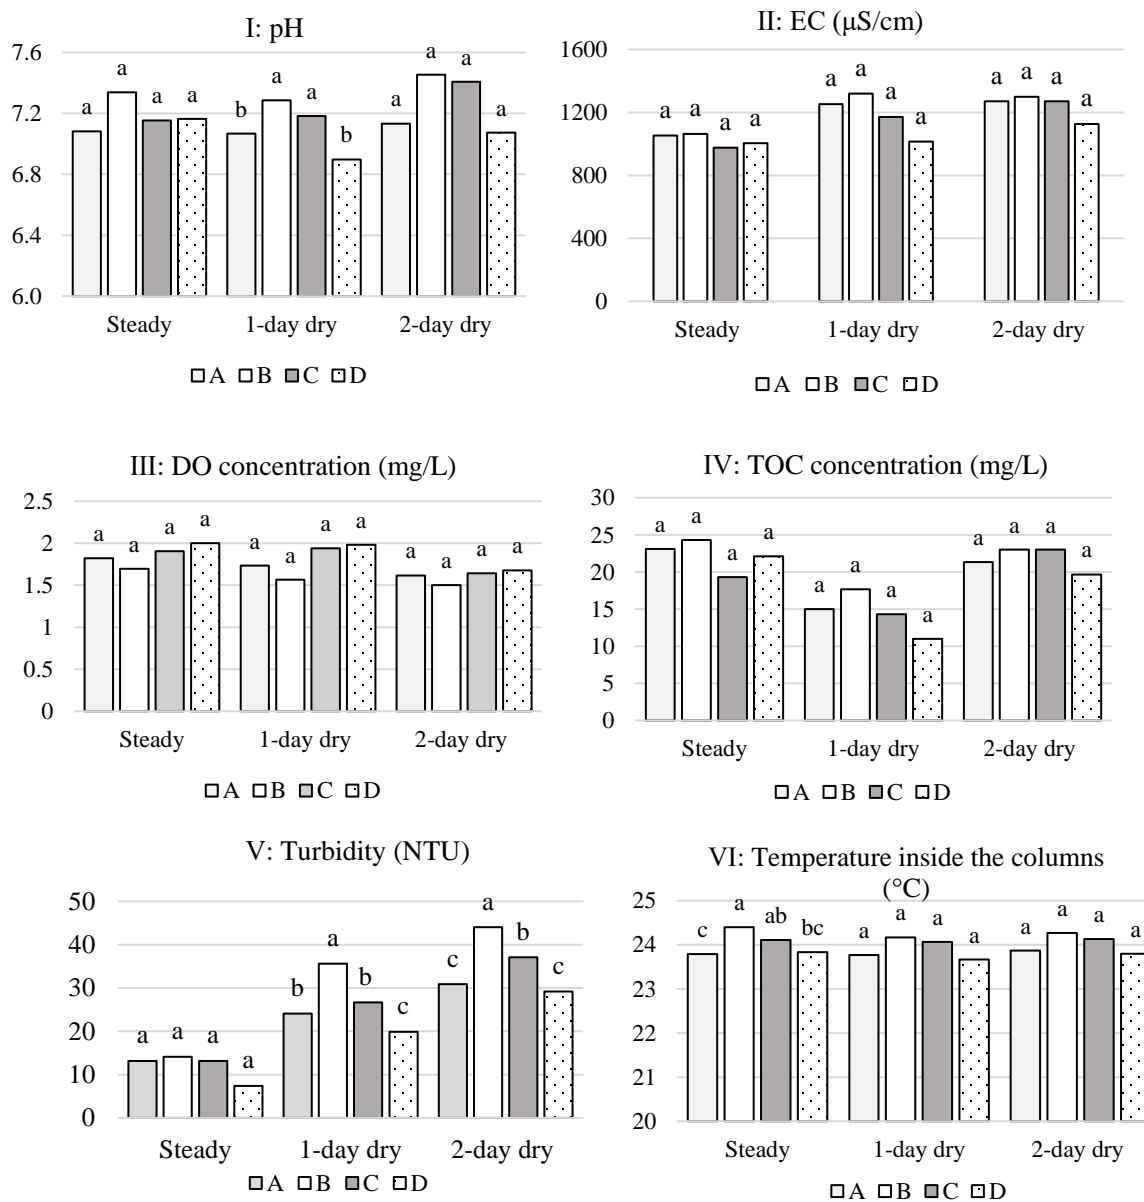 I: pH
7.6
7.2
6.8
6.4
6.0
a a a a
b a a b
a a a a
Steady 1-day dry 2-day dry
A B C D
II: EC (μS/cm)
1600
1200
800
400
0
a a a a
a a a a
a a a a
Steady 1-day dry 2-day dry
A B C D
III: DO concentration (mg/L)
2.5
2
1.5
1
0.5
0
a a a a
a a a a
a a a a
Steady 1-day dry 2-day dry
A B C D
IV: TOC concentration (mg/L)
30
25
20
15
10
5
0
a a a a
a a a a
a a a a
Steady 1-day dry 2-day dry
A B C D
V: Turbidity (NTU)
50
40
30
20
10
0
a a a a
b a b c
c a b c
Steady 1-day dry 2-day dry
A B C D
VI: Temperature inside the columns
(°C)
25
24
23
22
21
20
c a ab bc
a a a a
a a a a
Steady 1-day dry 2-day dry
A B C D